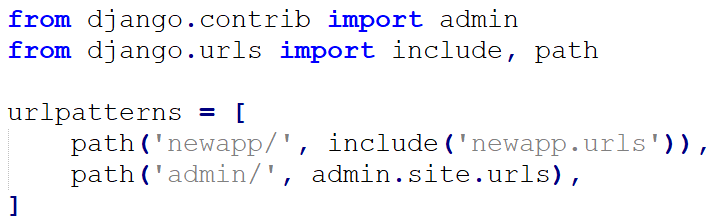 from django.contrib import admin
from django.urls import include, path

urlpatterns = [
    path('newapp/', include('newapp.urls')),
    path('admin/', admin.site.urls),
]